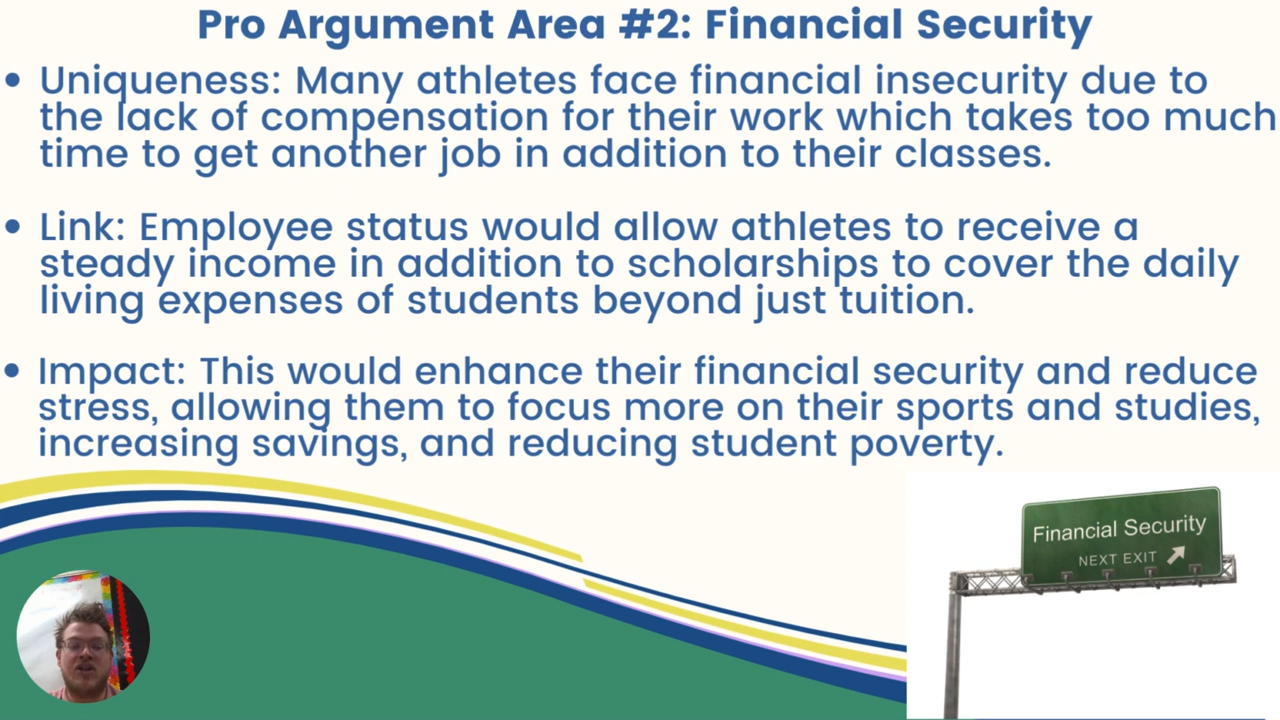 Pro Argument Area #2: Financial Security
• Uniqueness: Many athletes face financial insecurity due to
the lack of compensation for their work which takes too much
time to get another job in addition to their classes.
• Link: Employee status would allow athletes to receive a
steady income in addition to scholarships to cover the daily
living expenses of students beyond just tuition.
• Impact: This would enhance their financial security and reduce
stress, allowing them to focus more on their sports and studies,
increasing savings, and reducing student poverty.
Financial Security
NEXT EXIT